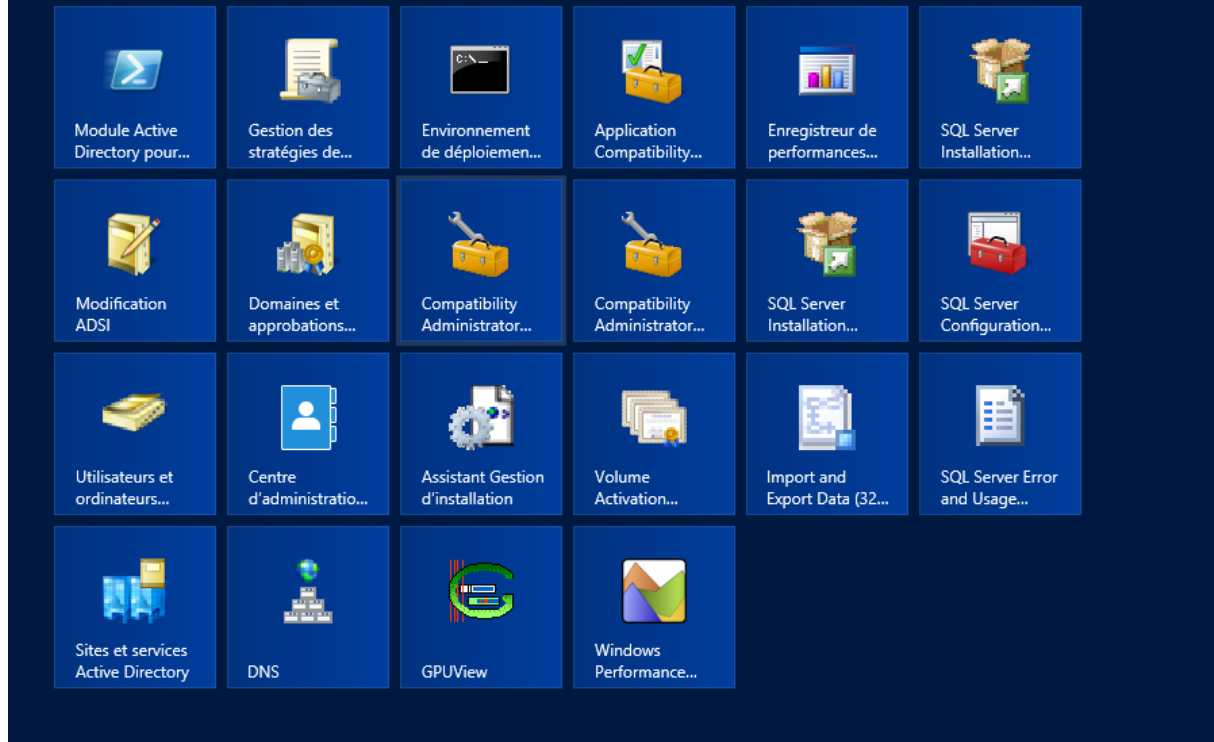 C:\_
Module Active
Directory pour...
Gestion des
stratégies de...
Environnement
de déploiemen...
Application
Compatibility...
Enregistreur de
performances...
SQL Server
Installation...
Modification
ADSI
Domaines et
approbations...
Compatibility
Administrator...
Compatibility
Administrator...
SQL Server
Installation...
SQL Server
Configuration...
Utilisateurs et
ordinateurs...
Centre
d'administratio...
Assistant Gestion
d'installation
Volume
Activation...
Import and
Export Data (32...
SQL Server Error
and Usage...
Sites et services
Active Directory
DNS
GPUView
Windows
Performance...